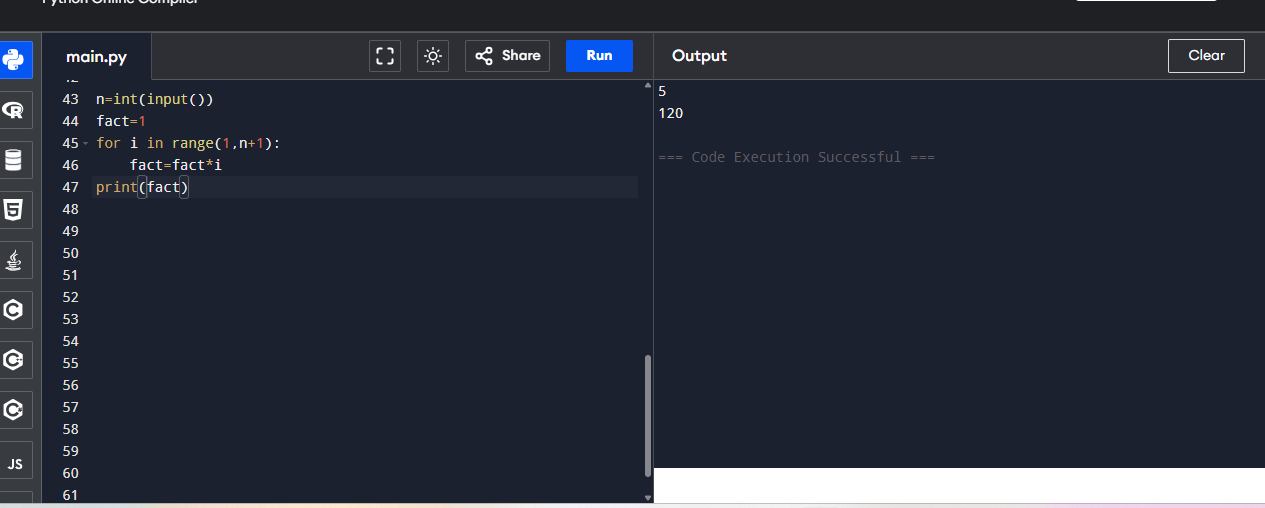 Python Online Compiler
main.py
Share
Run
Output
Clear
42
43 n=int(input())
44 fact=1
45 for i in range(1,n+1):
46     fact=fact*i
47 print(fact)
48
49
50
51
52
53
54
55
56
57
58
59
60
61
5
120
=== Code Execution Successful ===
JS